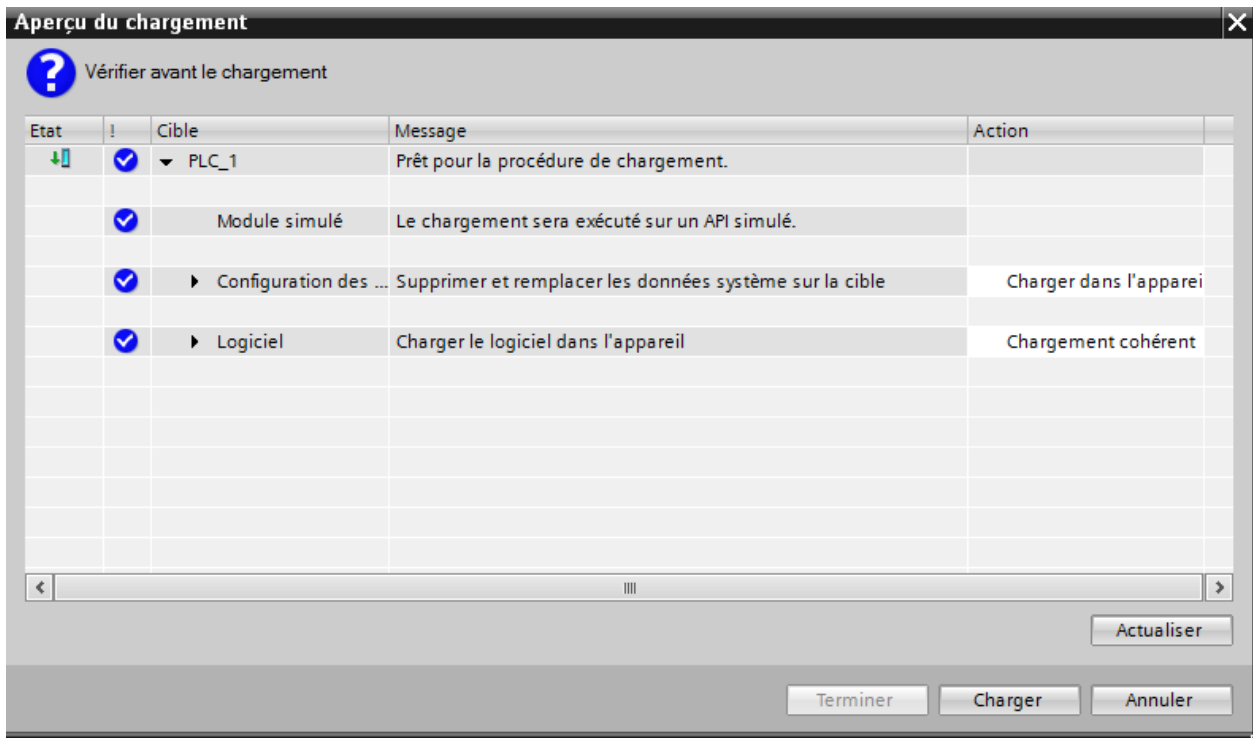 Aperçu du chargement
Vérifier avant le chargement
Etat ! Cible Message Action
PLC_1 Prêt pour la procédure de chargement.
Module simulé Le chargement sera exécuté sur un API simulé.
Configuration des ... Supprimer et remplacer les données système sur la cible Charger dans l'apparei
Logiciel Charger le logiciel dans l'appareil Chargement cohérent
Actualiser
Terminer Charger Annuler